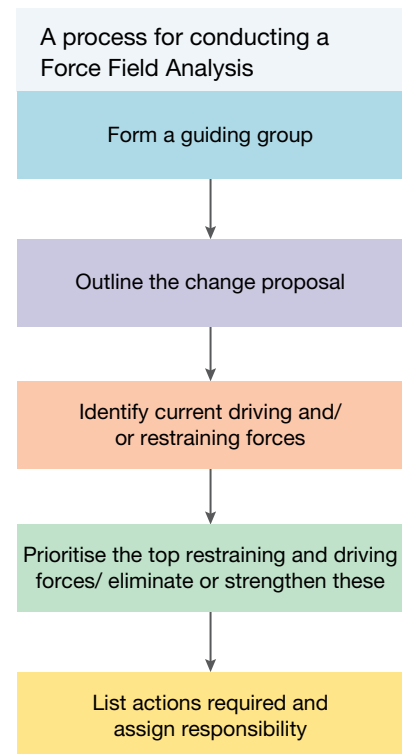 A process for conducting a
Force Field Analysis
Form a guiding group
Outline the change proposal
Identify current driving and/
or restraining forces
Prioritise the top restraining and driving
forces/ eliminate or strengthen these
List actions required and
assign responsibility